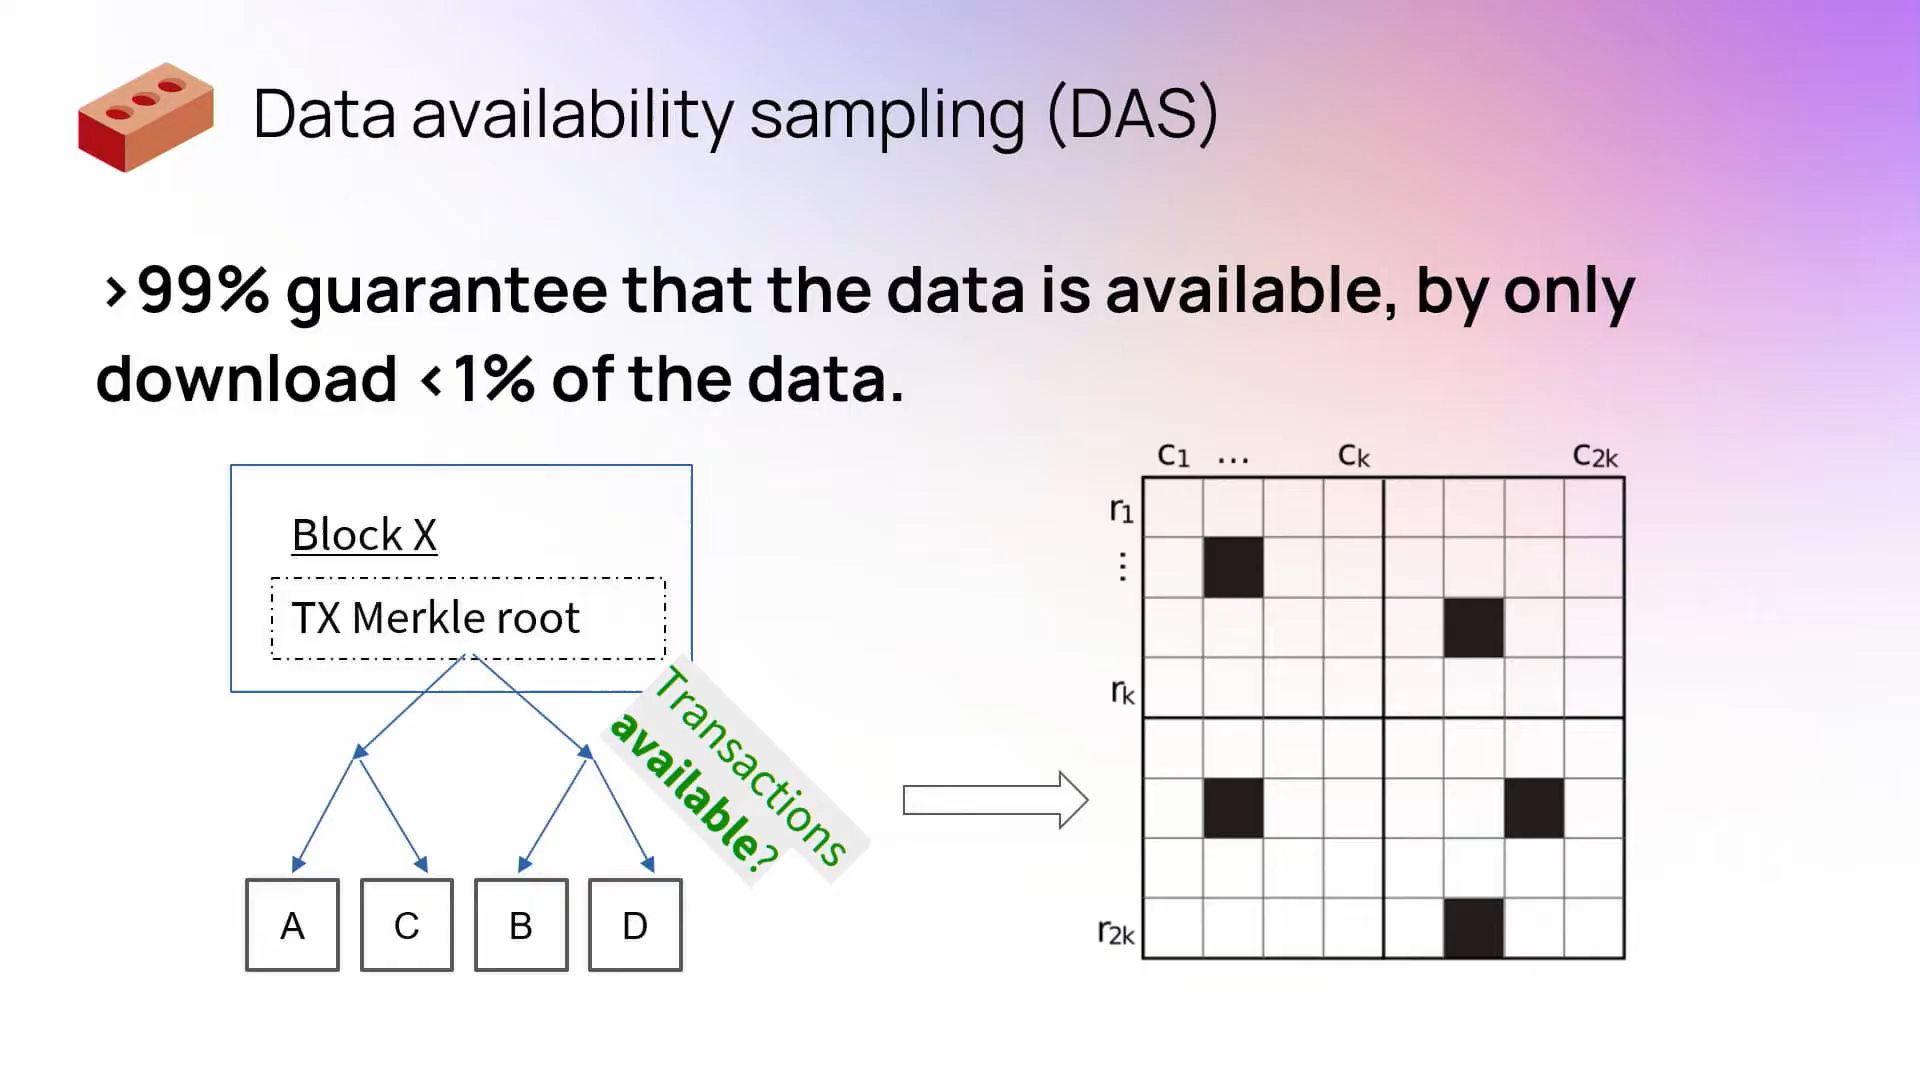 Data availability sampling (DAS)
>99% guarantee that the data is available, by only
download <1% of the data.
Block X
TX Merkle root
Transactions
available?
A C B D
c1 ... ck c2k
r1
⋮
rk
r2k